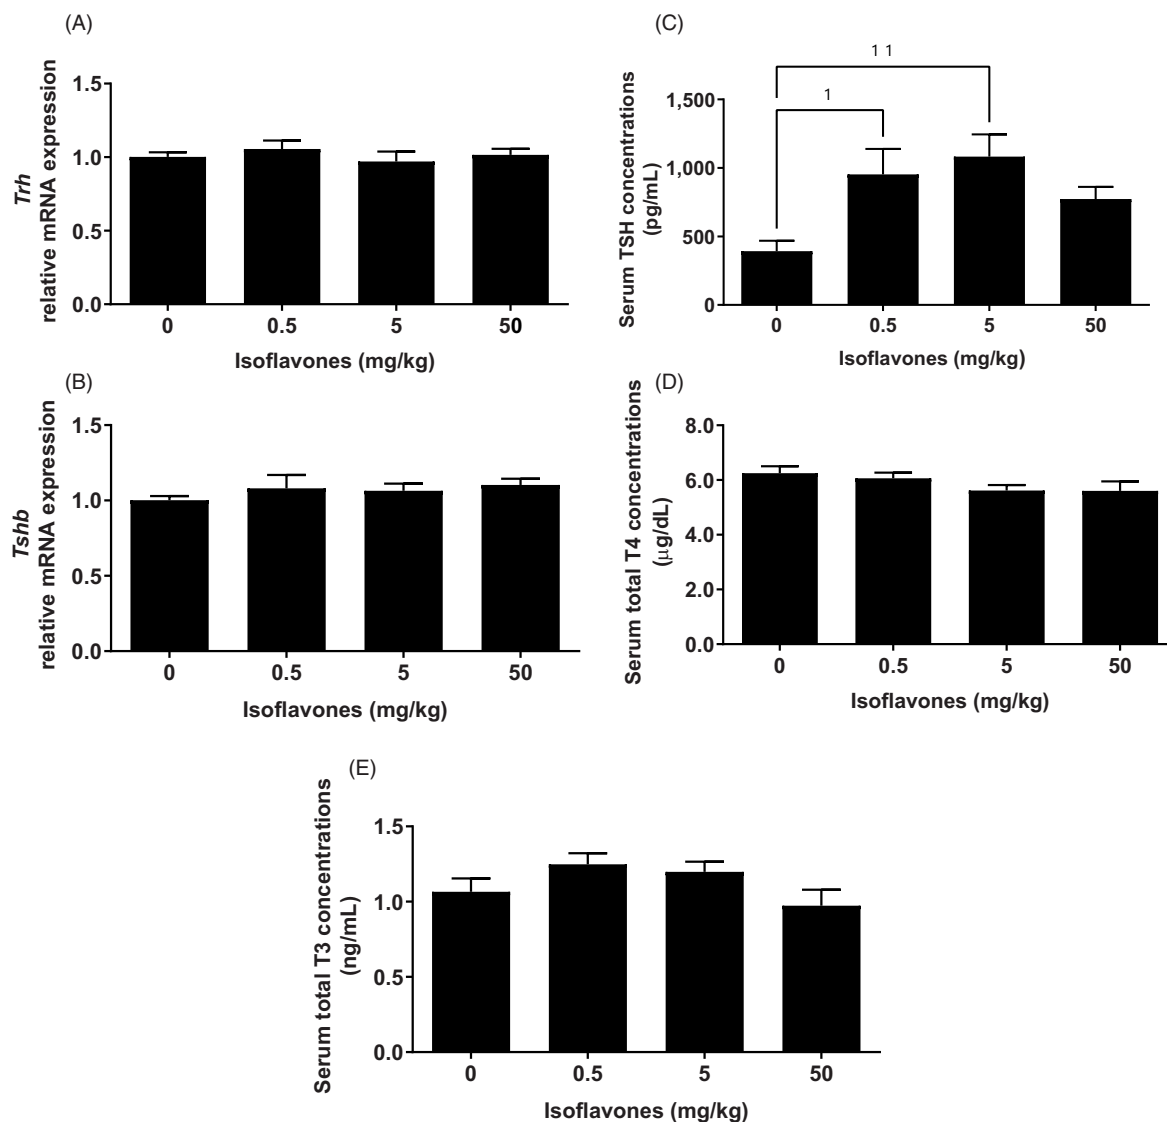 (A)
Trh
relative mRNA expression
1.5
1.0
0.5
0.0
0 0.5 5 50
Isoflavones (mg/kg)
(B)
Tshb
relative mRNA expression
1.5
1.0
0.5
0.0
0 0.5 5 50
Isoflavones (mg/kg)
(C)
Serum TSH concentrations
(pg/mL)
1 1
1
1,500
1,000
500
0
0 0.5 5 50
Isoflavones (mg/kg)
(D)
Serum total T4 concentrations
(μg/dL)
8.0
6.0
4.0
2.0
0.0
0 0.5 5 50
Isoflavones (mg/kg)
(E)
Serum total T3 concentrations
(ng/mL)
1.5
1.0
0.5
0.0
0 0.5 5 50
Isoflavones (mg/kg)